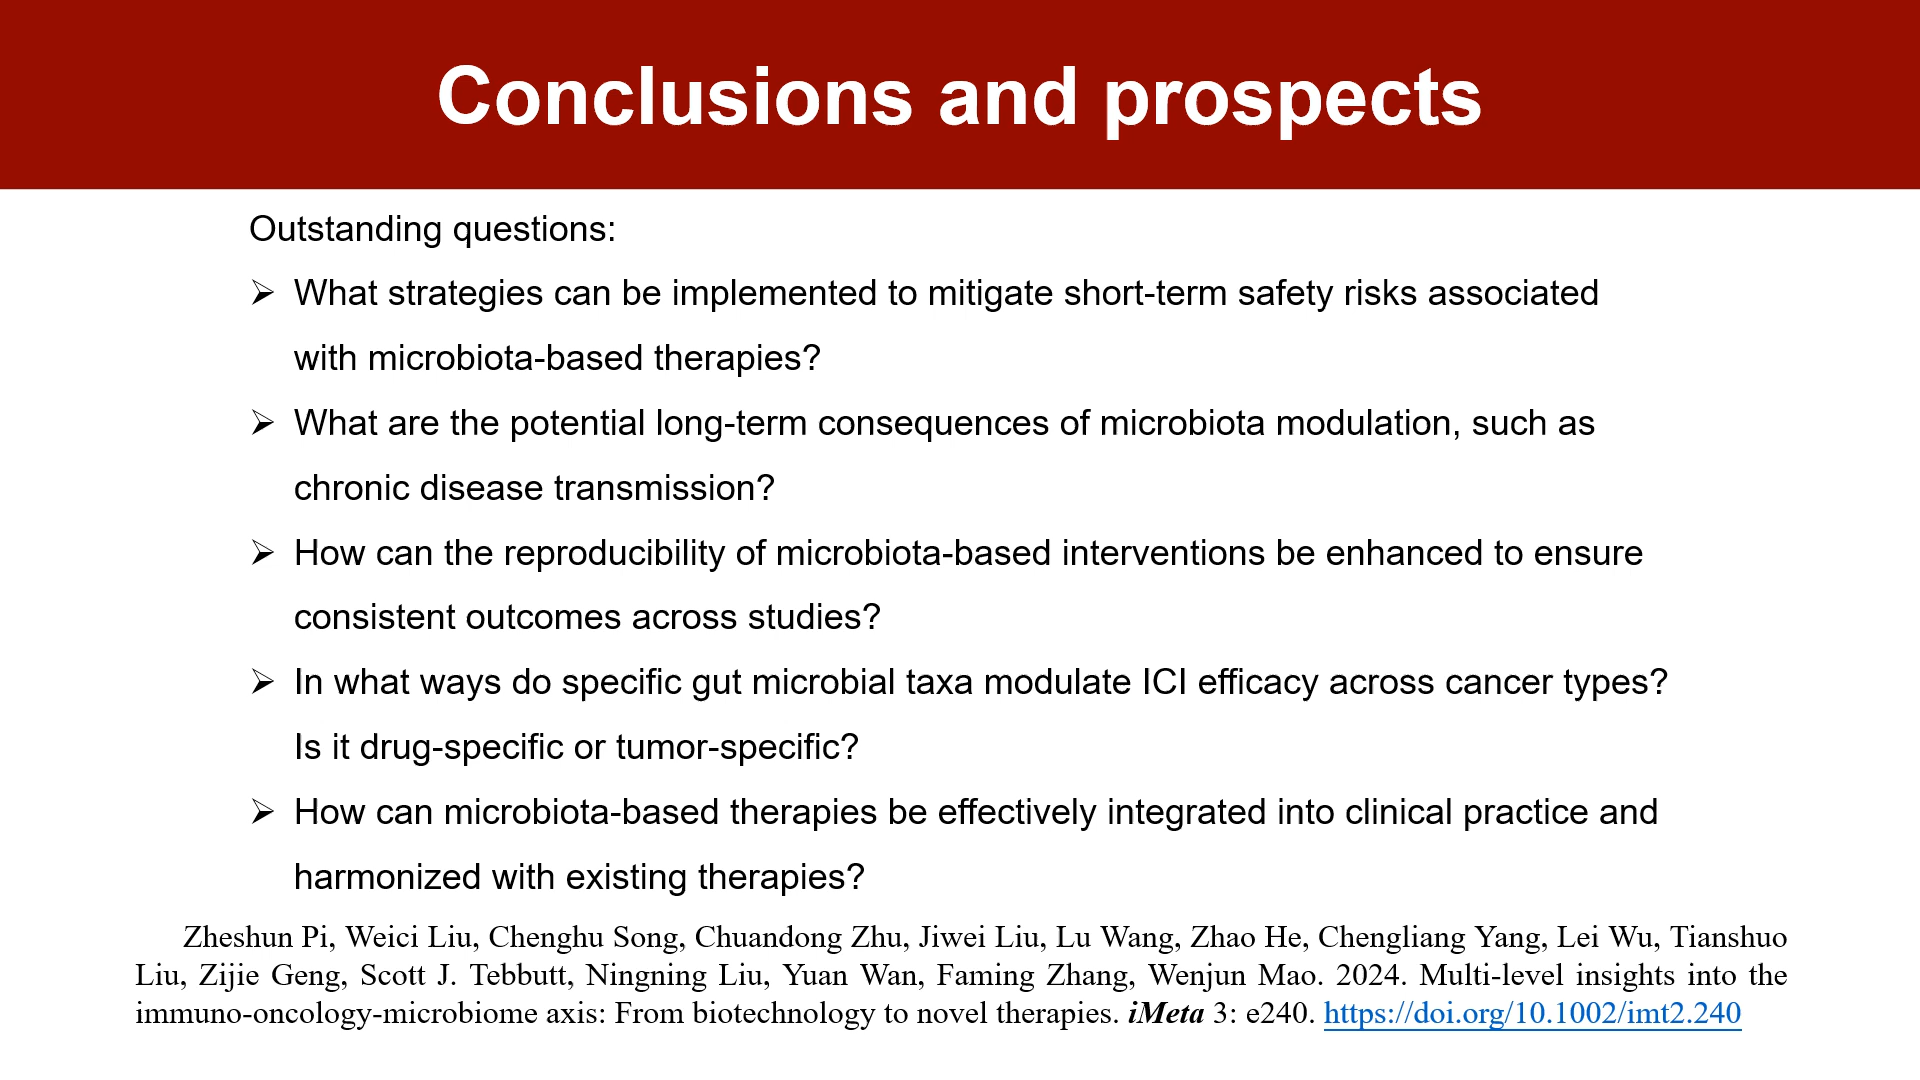 Conclusions and prospects
Outstanding questions:
➢ What strategies can be implemented to mitigate short-term safety risks associated
with microbiota-based therapies?
➢ What are the potential long-term consequences of microbiota modulation, such as
chronic disease transmission?
➢ How can the reproducibility of microbiota-based interventions be enhanced to ensure
consistent outcomes across studies?
➢ In what ways do specific gut microbial taxa modulate ICI efficacy across cancer types?
Is it drug-specific or tumor-specific?
➢ How can microbiota-based therapies be effectively integrated into clinical practice and
harmonized with existing therapies?
Zheshun Pi, Weici Liu, Chenghu Song, Chuandong Zhu, Jiwei Liu, Lu Wang, Zhao He, Chengliang Yang, Lei Wu, Tianshuo
Liu, Zijie Geng, Scott J. Tebbutt, Ningning Liu, Yuan Wan, Faming Zhang, Wenjun Mao. 2024. Multi-level insights into the
immuno-oncology-microbiome axis: From biotechnology to novel therapies. iMeta 3: e240. https://doi.org/10.1002/imt2.240